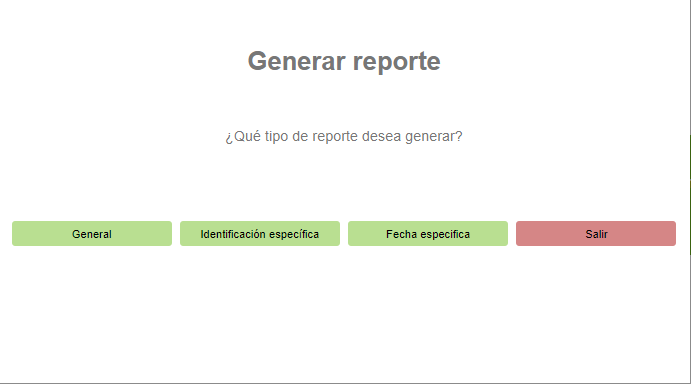 Generar reporte
¿Qué tipo de reporte desea generar?
General
Identificación específica
Fecha especifica
Salir